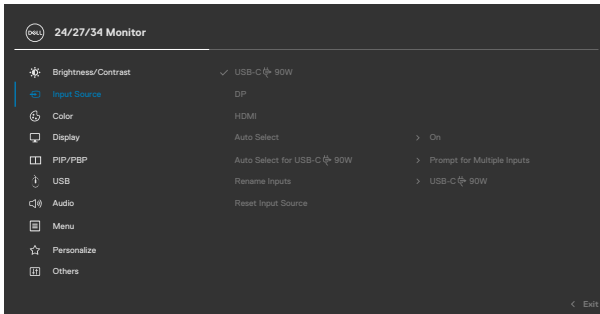 DELL 24/27/34 Monitor
Brightness/Contrast USB-C 90W
Input Source DP
Color HDMI
Display Auto Select On
PIP/PBP Auto Select for USB-C 90W Prompt for Multiple Inputs
USB Rename Inputs USB-C 90W
Audio Reset Input Source
Menu
Personalize
Others
Exit